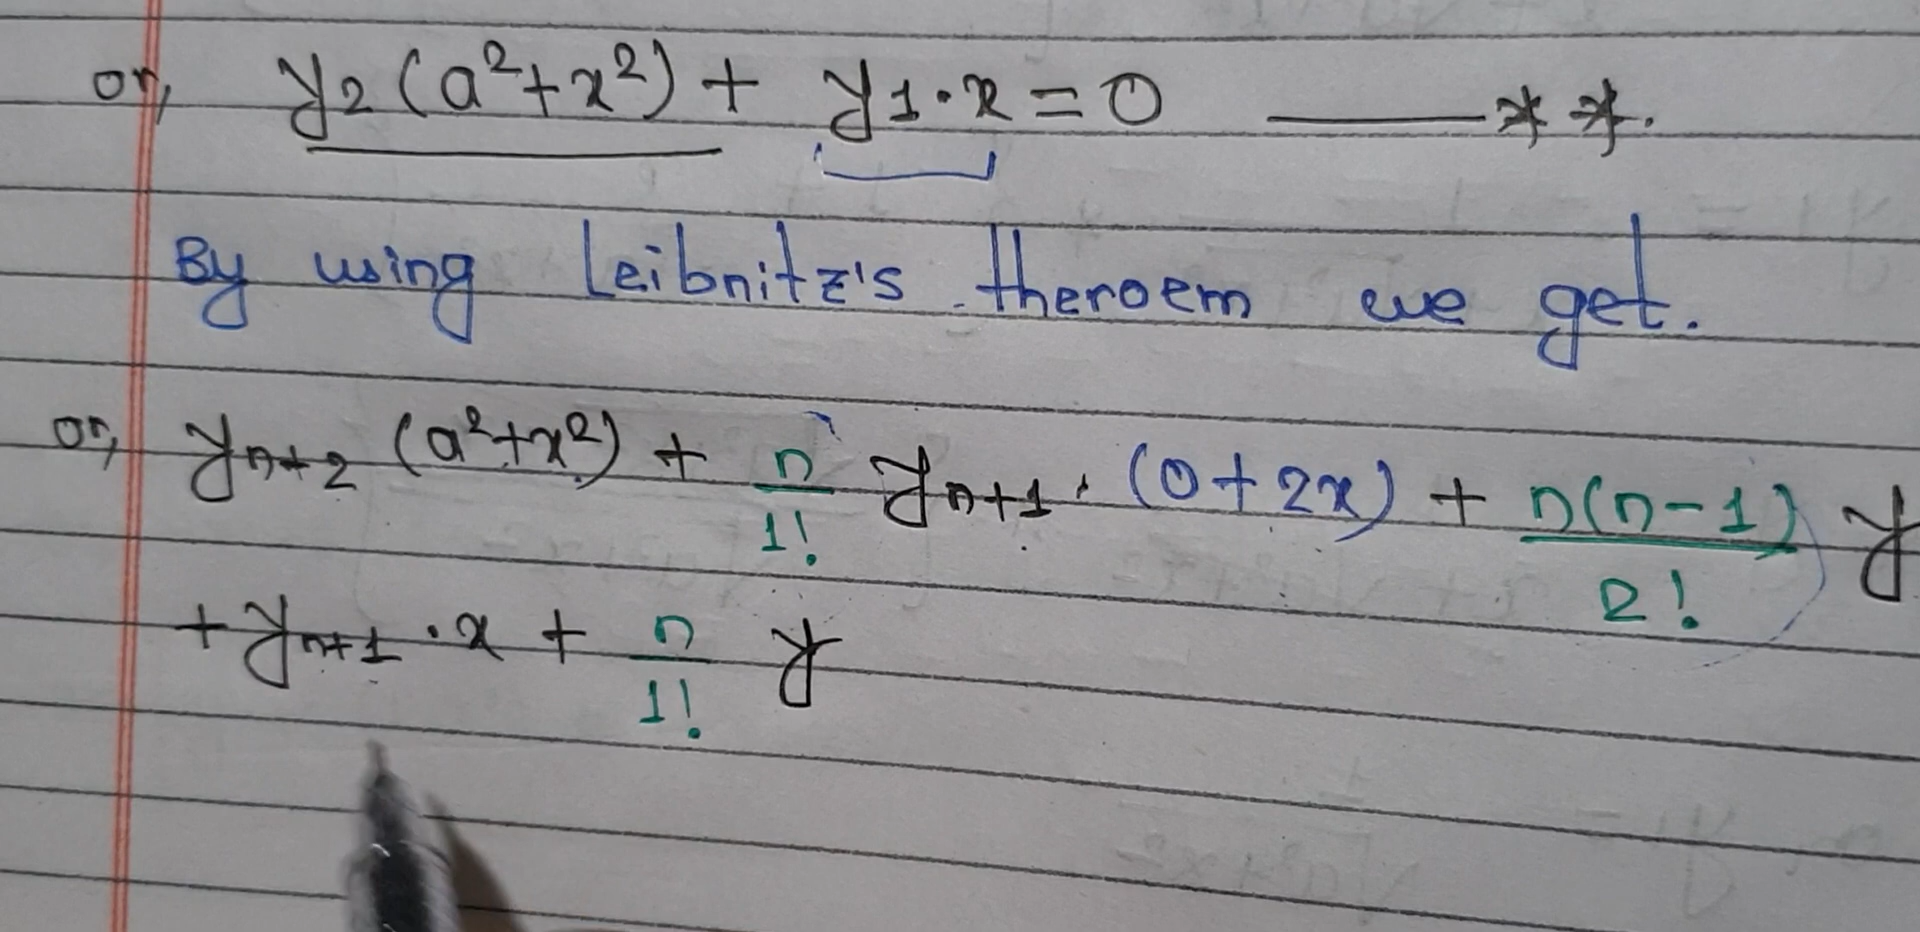 or, y₂(a²+x²) + y₁·x = 0 ——— **.
By using Leibnitz's theroem we get.
or, yₙ₊₂ (a²+x²) + n/1! yₙ₊₁·(0+2x) + n(n-1)/2! y
+ yₙ₊₁·x + n/1! y